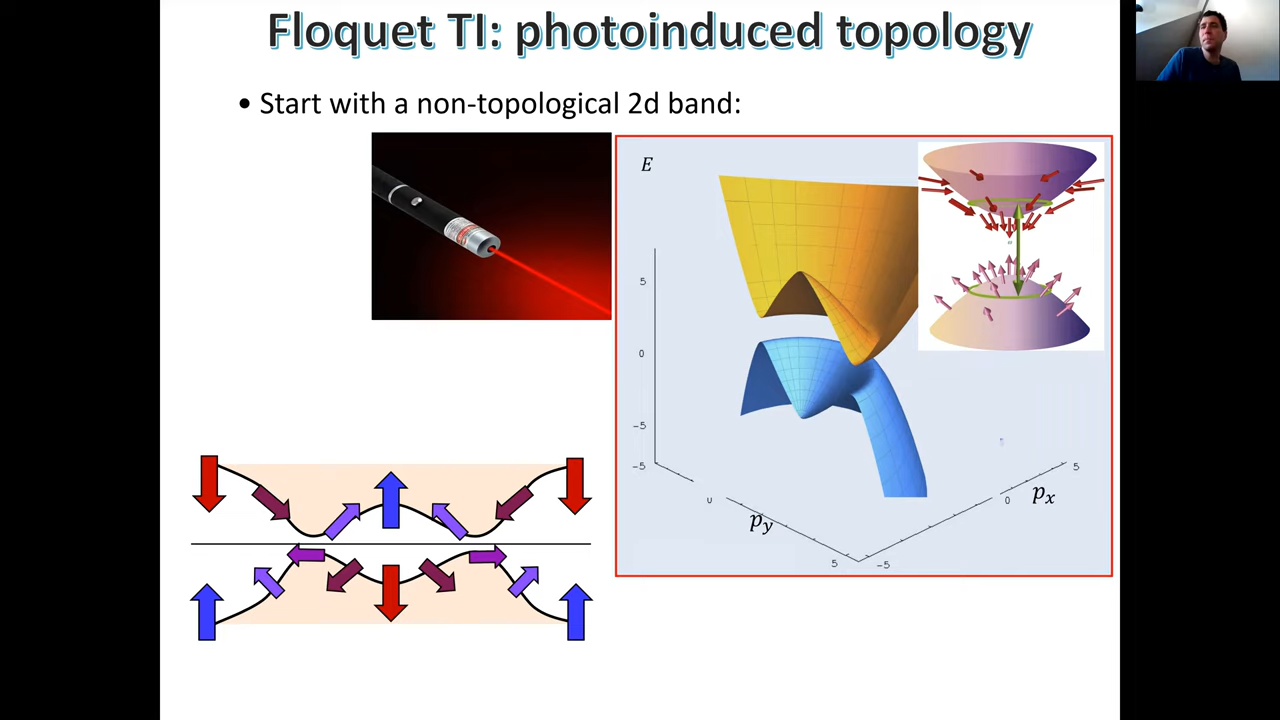 Floquet TI: photoinduced topology
• Start with a non-topological 2d band:
E
5
0
-5
-5
0
5
-5
0
5
p_y
p_x